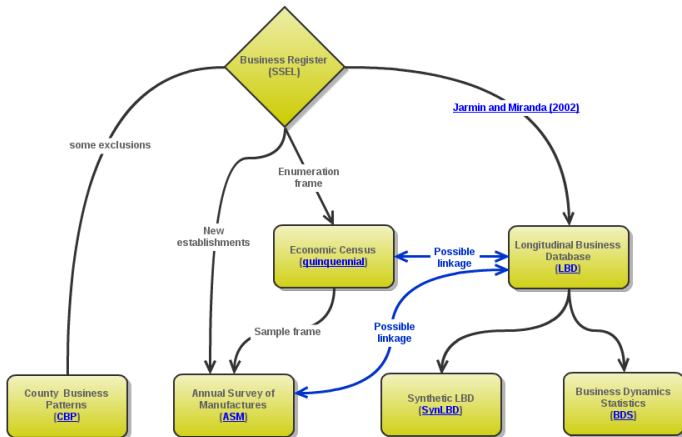 Business Register
(SSEL)
Jarmin and Miranda (2002)
some exclusions
Enumeration
frame
New
establishments
Economic Census
(quinquennial)
Possible
linkage
Longitudinal Business
Database
(LBD)
Sample frame
Possible
linkage
County Business
Patterns
(CBP)
Annual Survey of
Manufactures
(ASM)
Synthetic LBD
(SynLBD)
Business Dynamics
Statistics
(BDS)